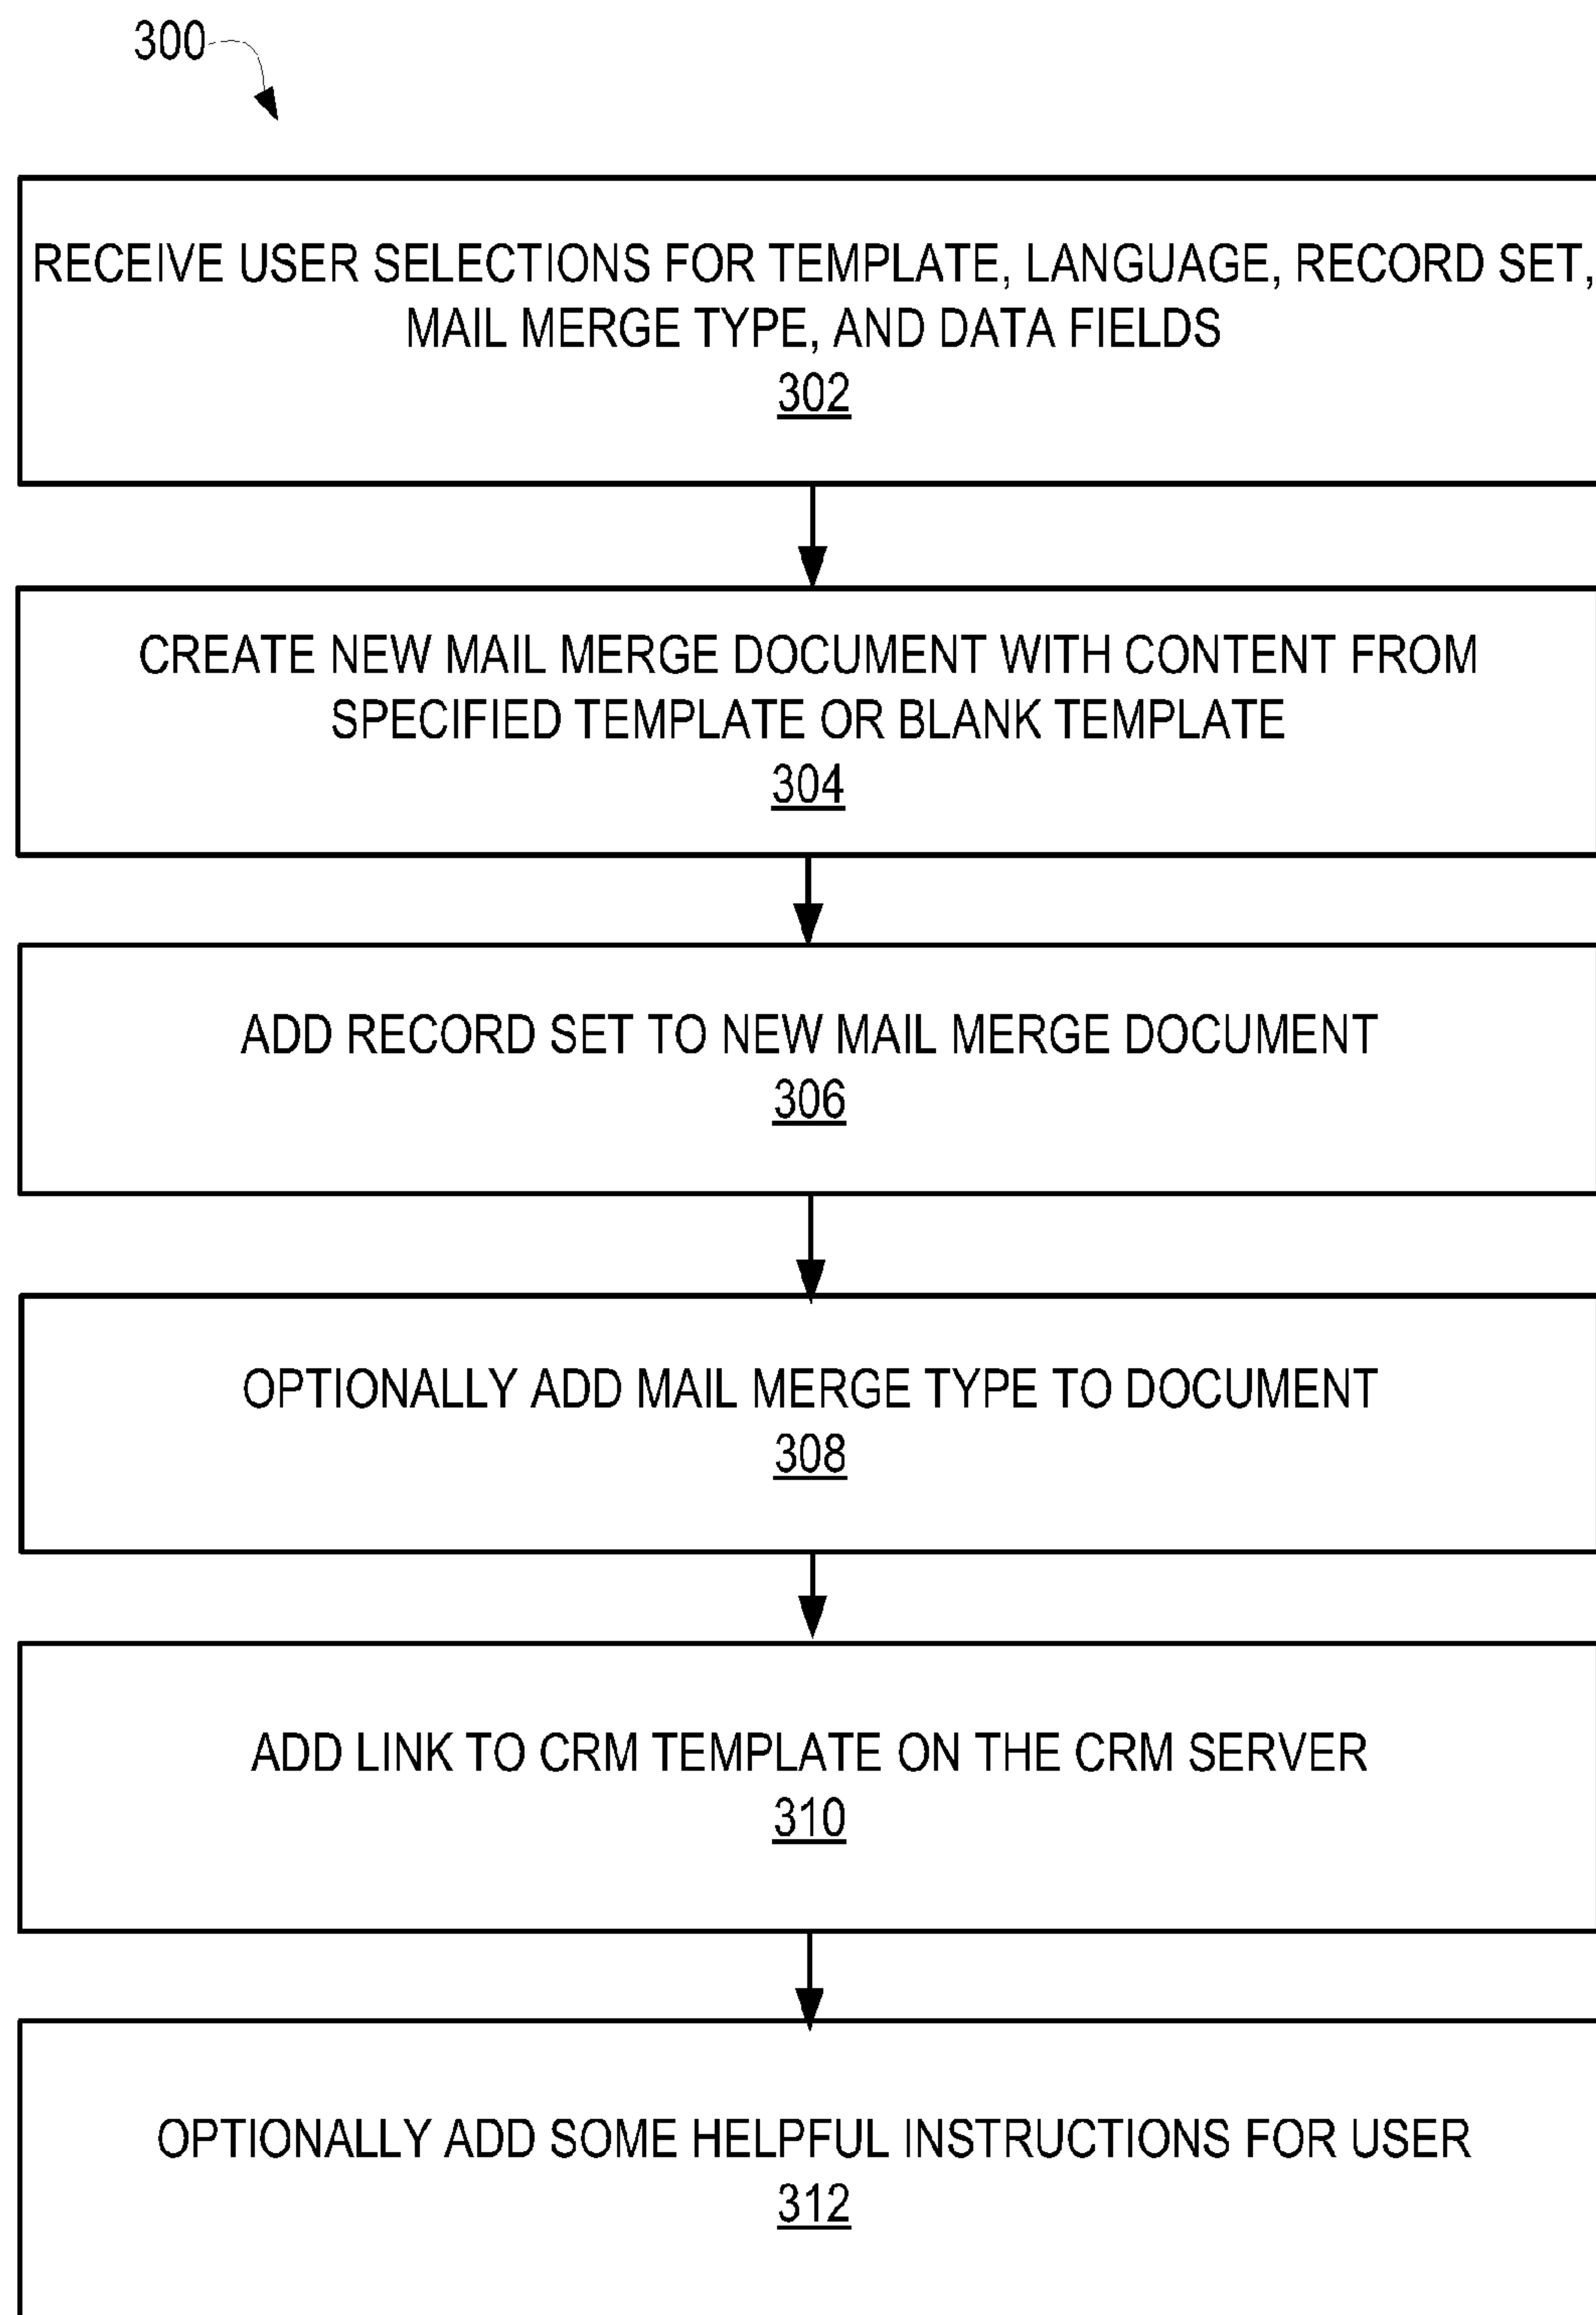 300
RECEIVE USER SELECTIONS FOR TEMPLATE, LANGUAGE, RECORD SET,
MAIL MERGE TYPE, AND DATA FIELDS
302
CREATE NEW MAIL MERGE DOCUMENT WITH CONTENT FROM
SPECIFIED TEMPLATE OR BLANK TEMPLATE
304
ADD RECORD SET TO NEW MAIL MERGE DOCUMENT
306
OPTIONALLY ADD MAIL MERGE TYPE TO DOCUMENT
308
ADD LINK TO CRM TEMPLATE ON THE CRM SERVER
310
OPTIONALLY ADD SOME HELPFUL INSTRUCTIONS FOR USER
312